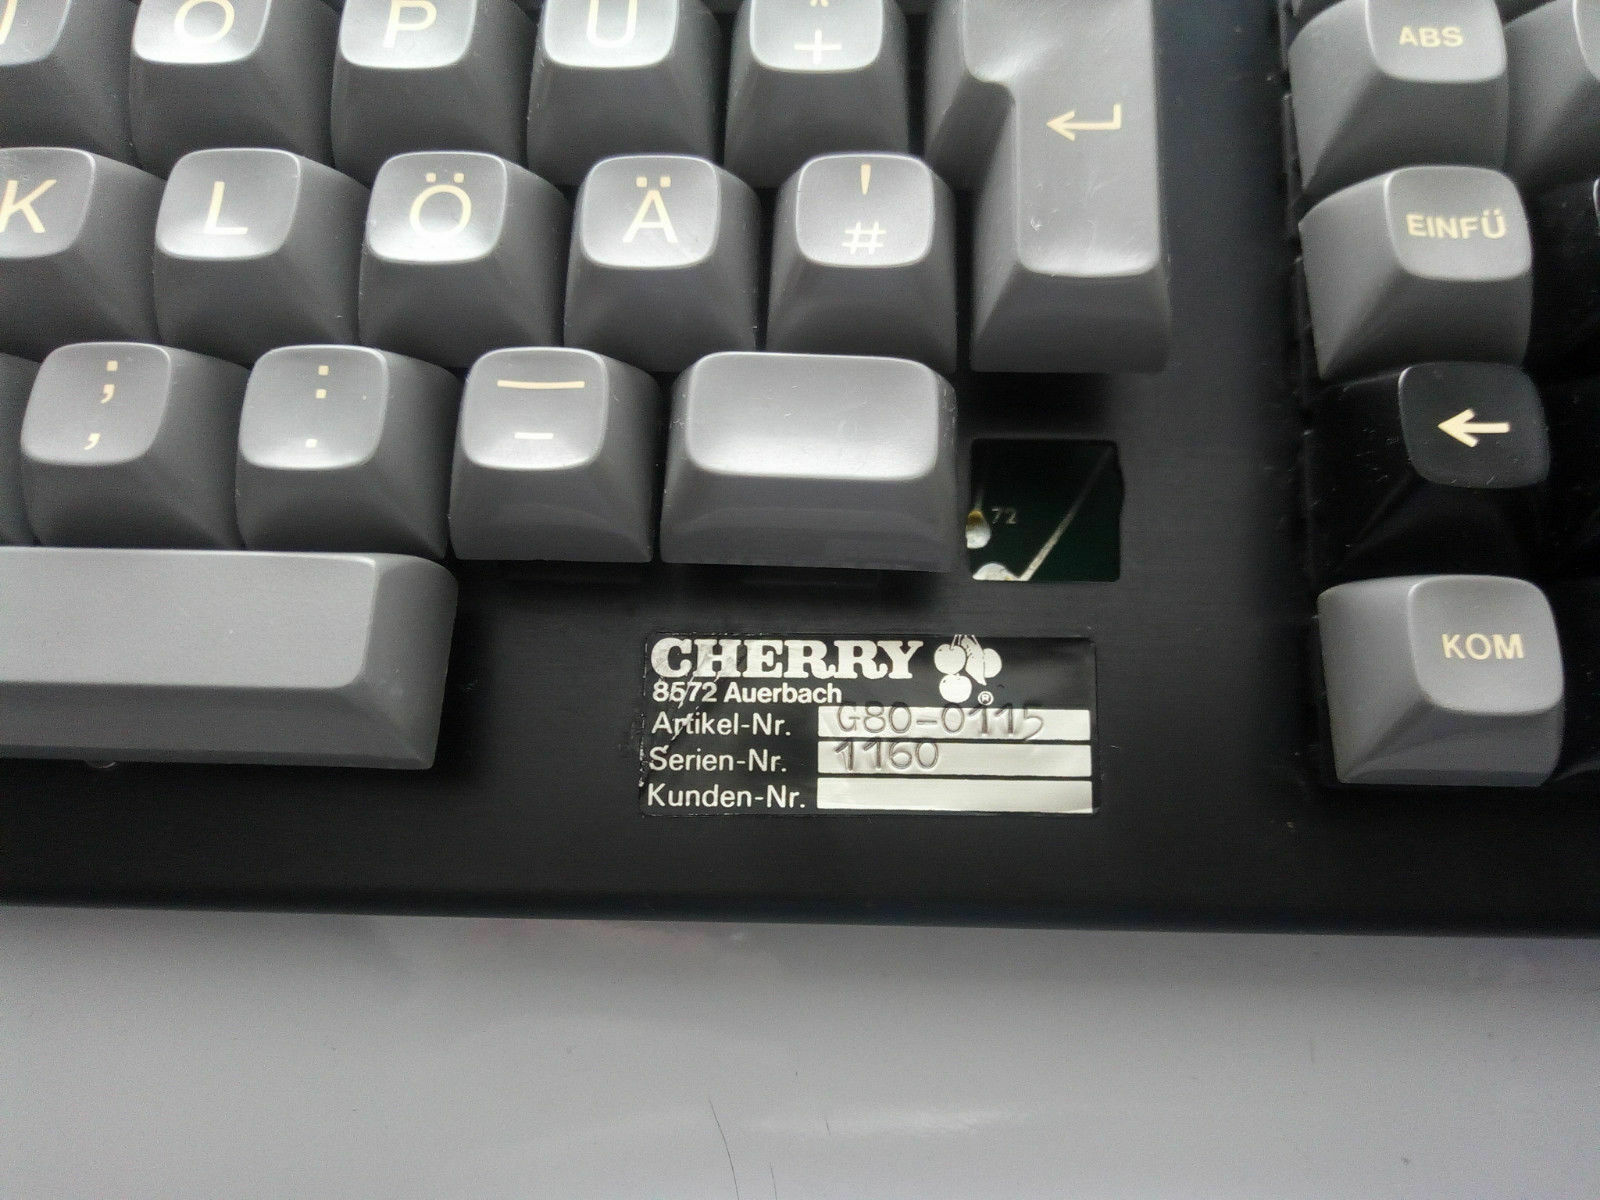 O P Ü * +
ABS
K L Ö Ä ' #
EINFÜ
; , : . _ -
←
72
KOM
CHERRY
8572 Auerbach ®
Artikel-Nr. G80-0115
Serien-Nr. 1160
Kunden-Nr.